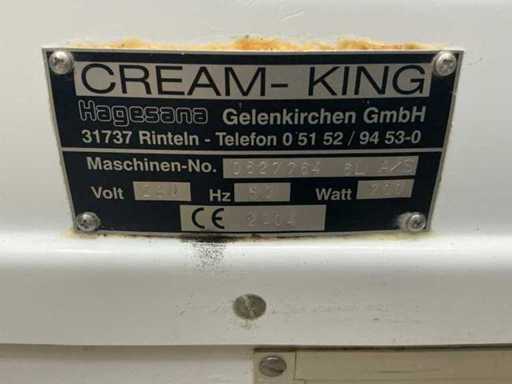 CREAM- KING
Hagesana Gelenkirchen GmbH
31737 Rinteln - Telefon 0 51 52 / 94 53-0
Maschinen-No. 6L A/S
Volt Hz Watt
CE